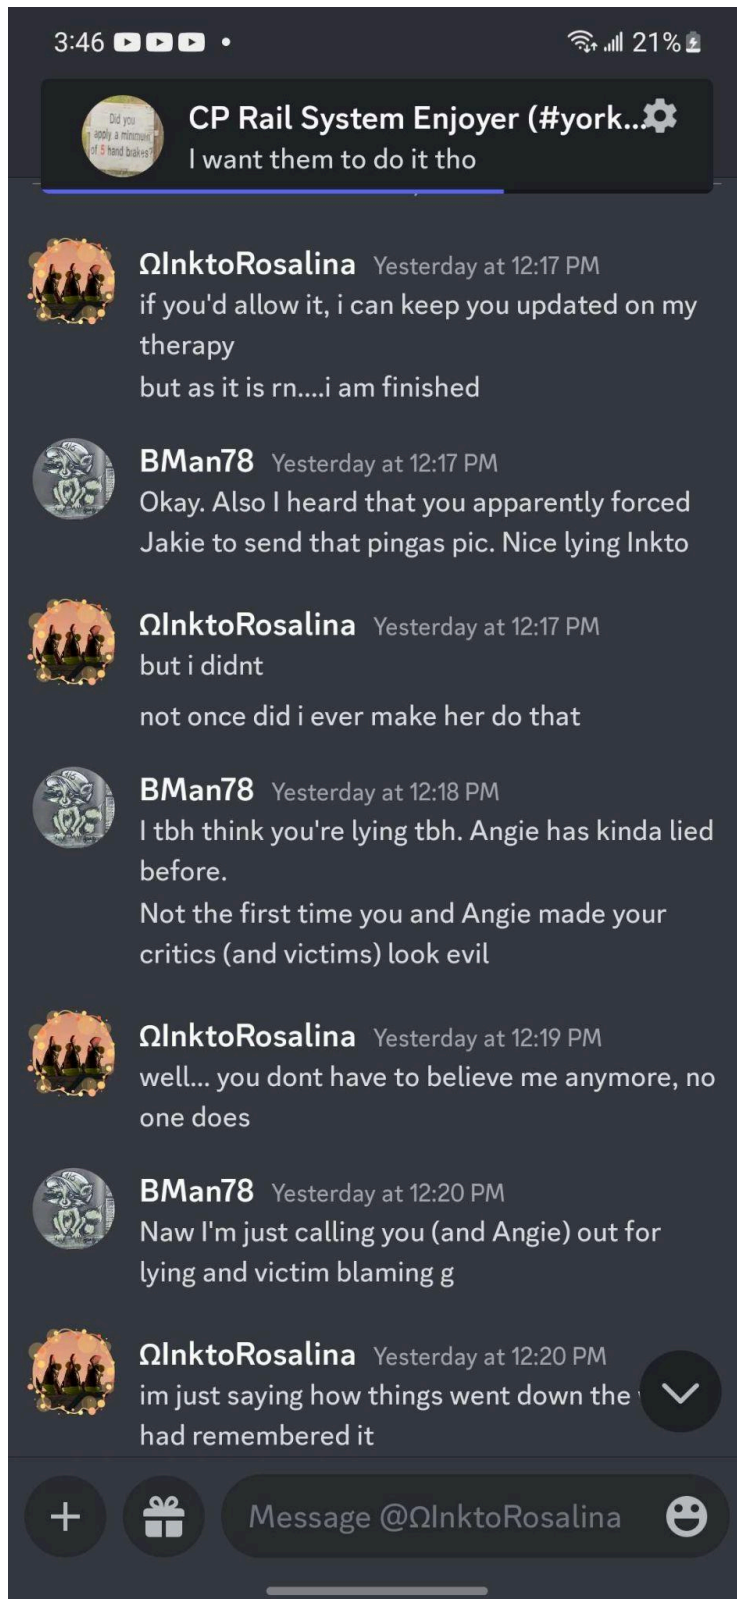 3:46
21%
Did you
apply a minimum
of 5 hand brakes?
CP Rail System Enjoyer (#york...
I want them to do it tho
ΩInktoRosalina Yesterday at 12:17 PM
if you'd allow it, i can keep you updated on my
therapy
but as it is rn....i am finished
BMan78 Yesterday at 12:17 PM
Okay. Also I heard that you apparently forced
Jakie to send that pingas pic. Nice lying Inkto
ΩInktoRosalina Yesterday at 12:17 PM
but i didnt
not once did i ever make her do that
BMan78 Yesterday at 12:18 PM
I tbh think you're lying tbh. Angie has kinda lied
before.
Not the first time you and Angie made your
critics (and victims) look evil
ΩInktoRosalina Yesterday at 12:19 PM
well... you dont have to believe me anymore, no
one does
BMan78 Yesterday at 12:20 PM
Naw I'm just calling you (and Angie) out for
lying and victim blaming g
ΩInktoRosalina Yesterday at 12:20 PM
im just saying how things went down the
had remembered it
Message @ΩInktoRosalina